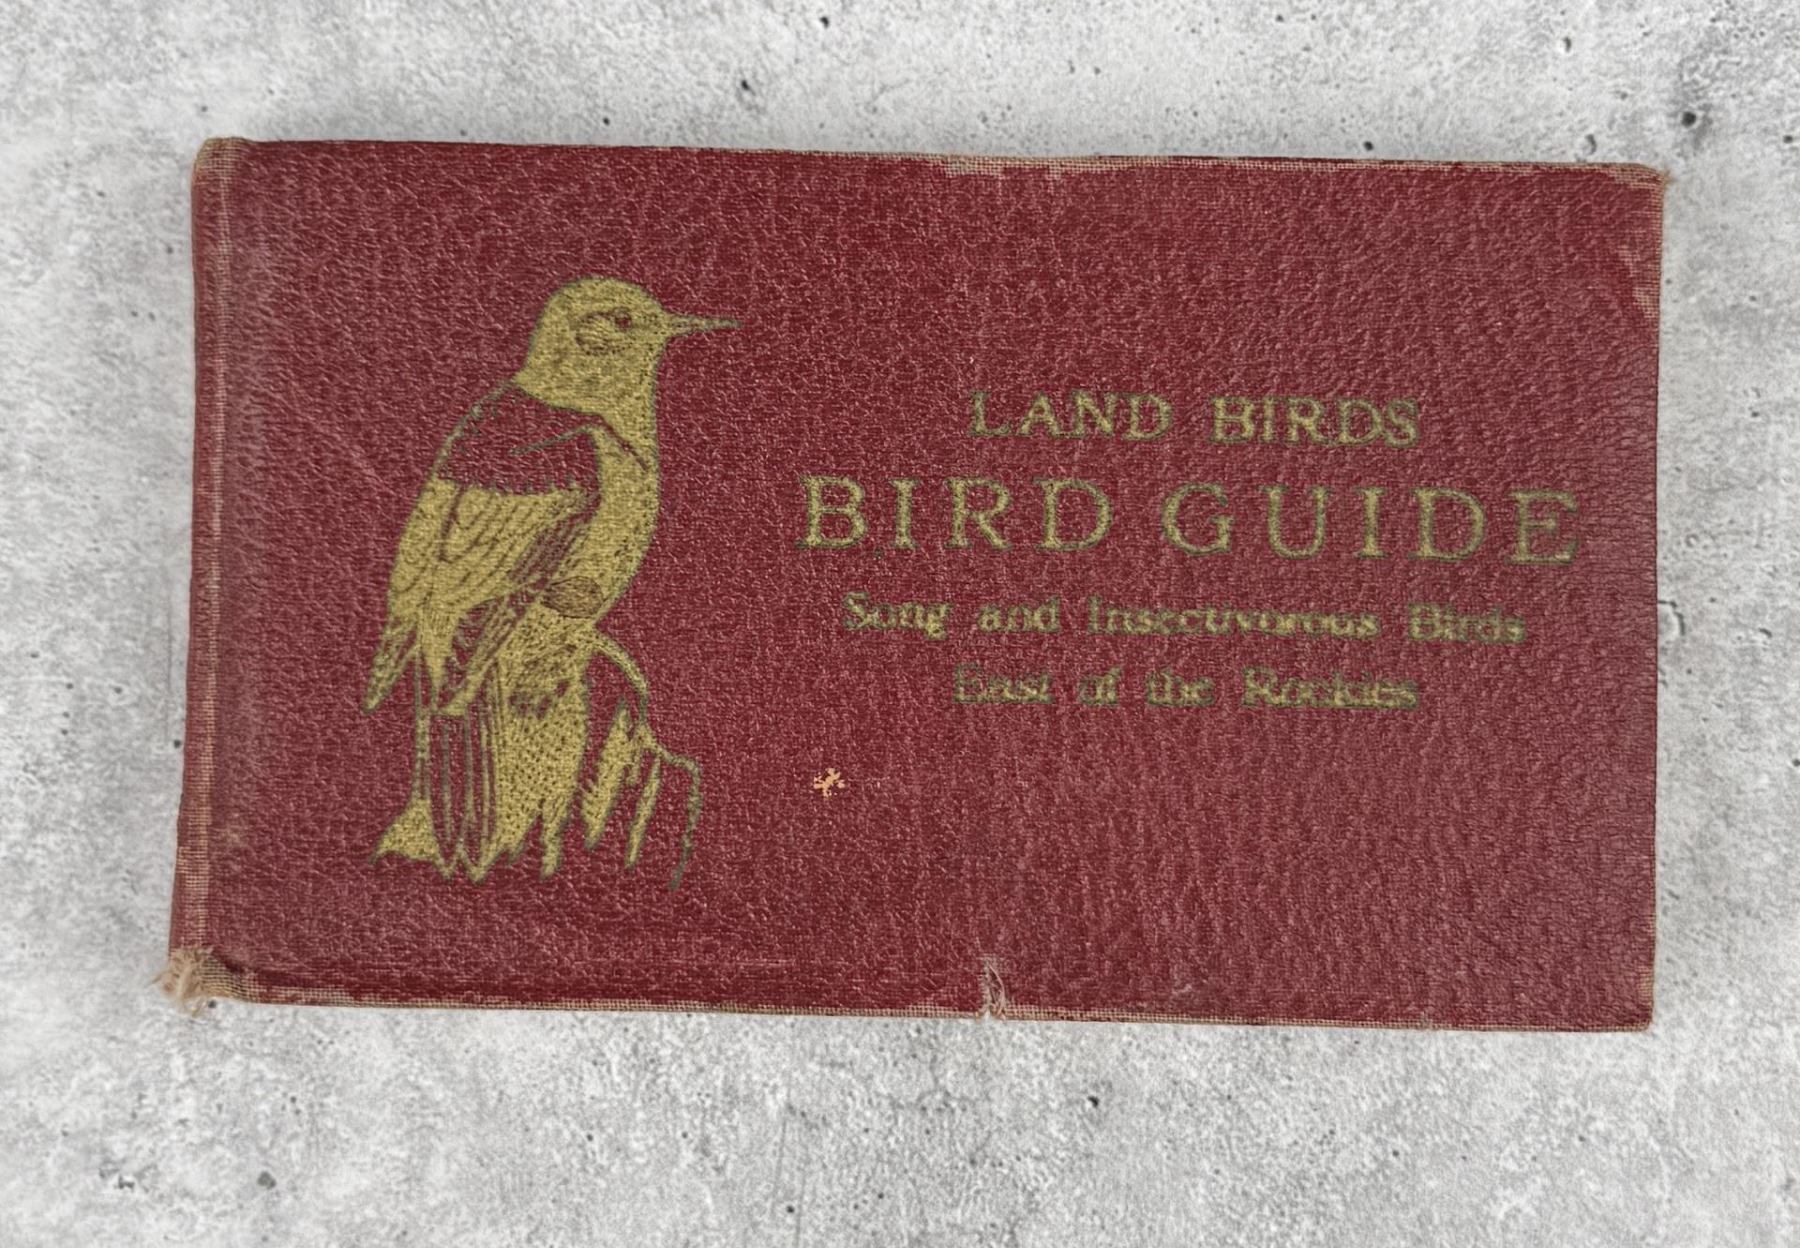 LAND BIRDS
BIRD GUIDE
Song and Insectivorous Birds
East of the Rockies